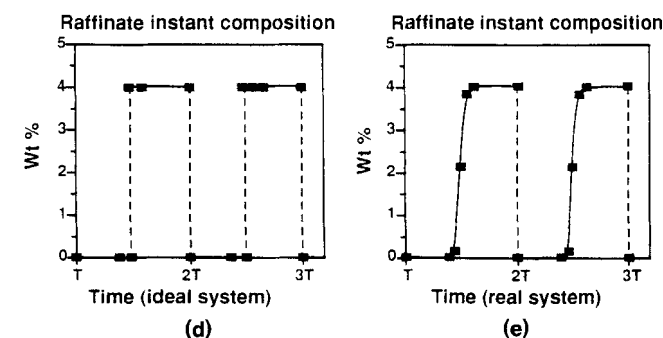 Raffinate instant composition
5
4
3
2
1
0
Wt %
T
2T
3T
Time (ideal system)
(d)
Raffinate instant composition
5
4
3
2
1
0
Wt %
T
2T
3T
Time (real system)
(e)